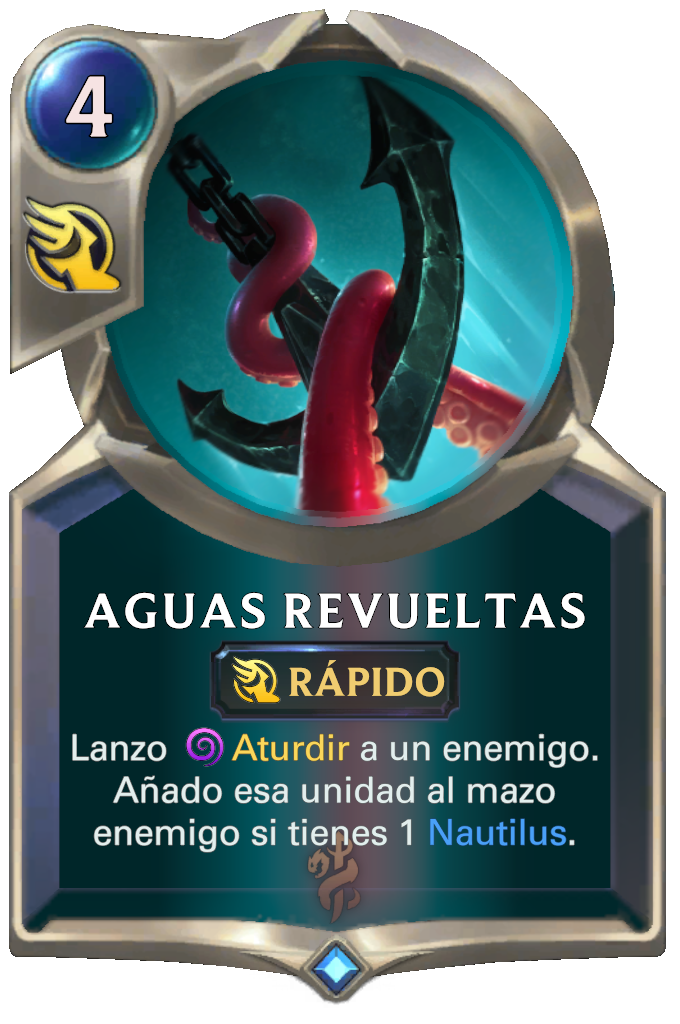 4
AGUAS REVUELTAS
RÁPIDO
Lanzo Aturdir a un enemigo.
Añado esa unidad al mazo
enemigo si tienes 1 Nautilus.